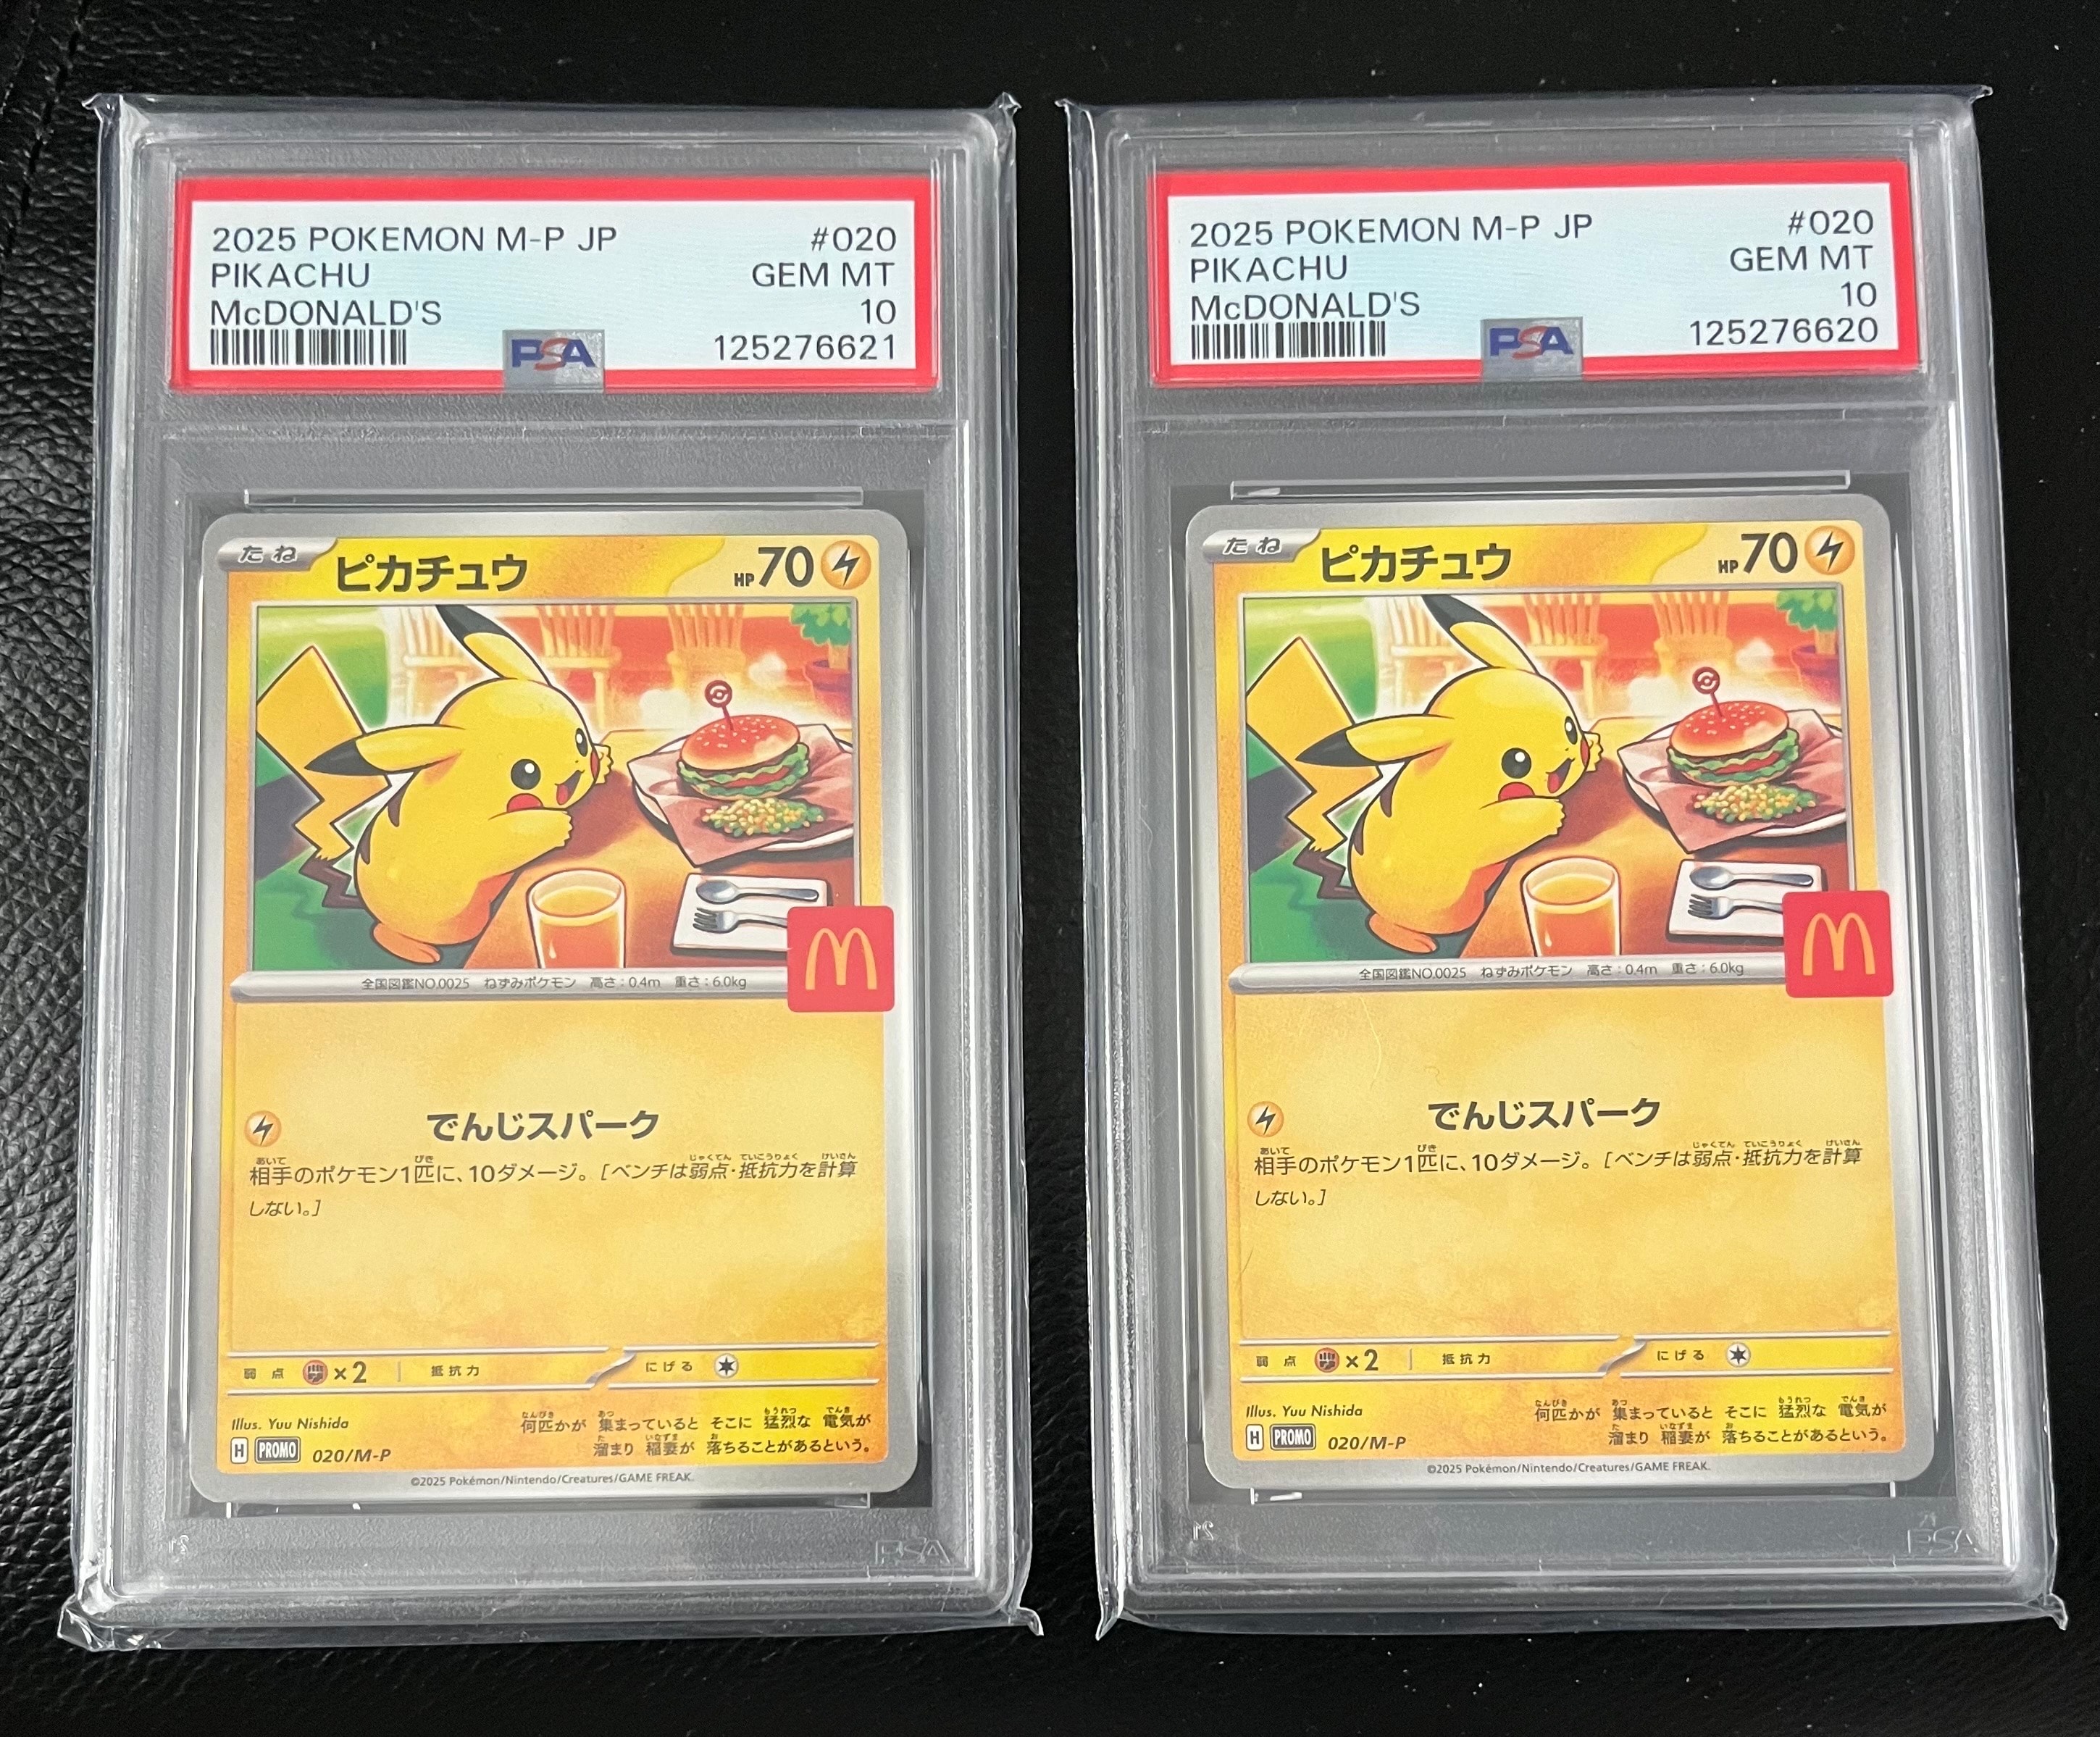 2025 POKEMON M-P JP #020
PIKACHU GEM MT
McDONALD'S 10
PSA 125276621
たね ピカチュウ HP70
M
全国図鑑NO.0025 ねずみポケモン 高さ:0.4m 重さ:6.0kg
でんじスパーク
相手のポケモン1匹に、10ダメージ。[ベンチは弱点・抵抗力を計算
しない。]
弱点 ×2 抵抗力 にげる
Illus. Yuu Nishida
何匹かが 集まっていると そこに 猛烈な 電気が
溜まり 稲妻が 落ちることがあるという。
H PROMO 020/M-P
©2025 Pokémon/Nintendo/Creatures/GAME FREAK.
PSA
2025 POKEMON M-P JP #020
PIKACHU GEM MT
McDONALD'S 10
PSA 125276620
たね ピカチュウ HP70
M
全国図鑑NO.0025 ねずみポケモン 高さ:0.4m 重さ:6.0kg
でんじスパーク
相手のポケモン1匹に、10ダメージ。[ベンチは弱点・抵抗力を計算
しない。]
弱点 ×2 抵抗力 にげる
Illus. Yuu Nishida
何匹かが 集まっていると そこに 猛烈な 電気が
溜まり 稲妻が 落ちることがあるという。
H PROMO 020/M-P
©2025 Pokémon/Nintendo/Creatures/GAME FREAK.
PSA